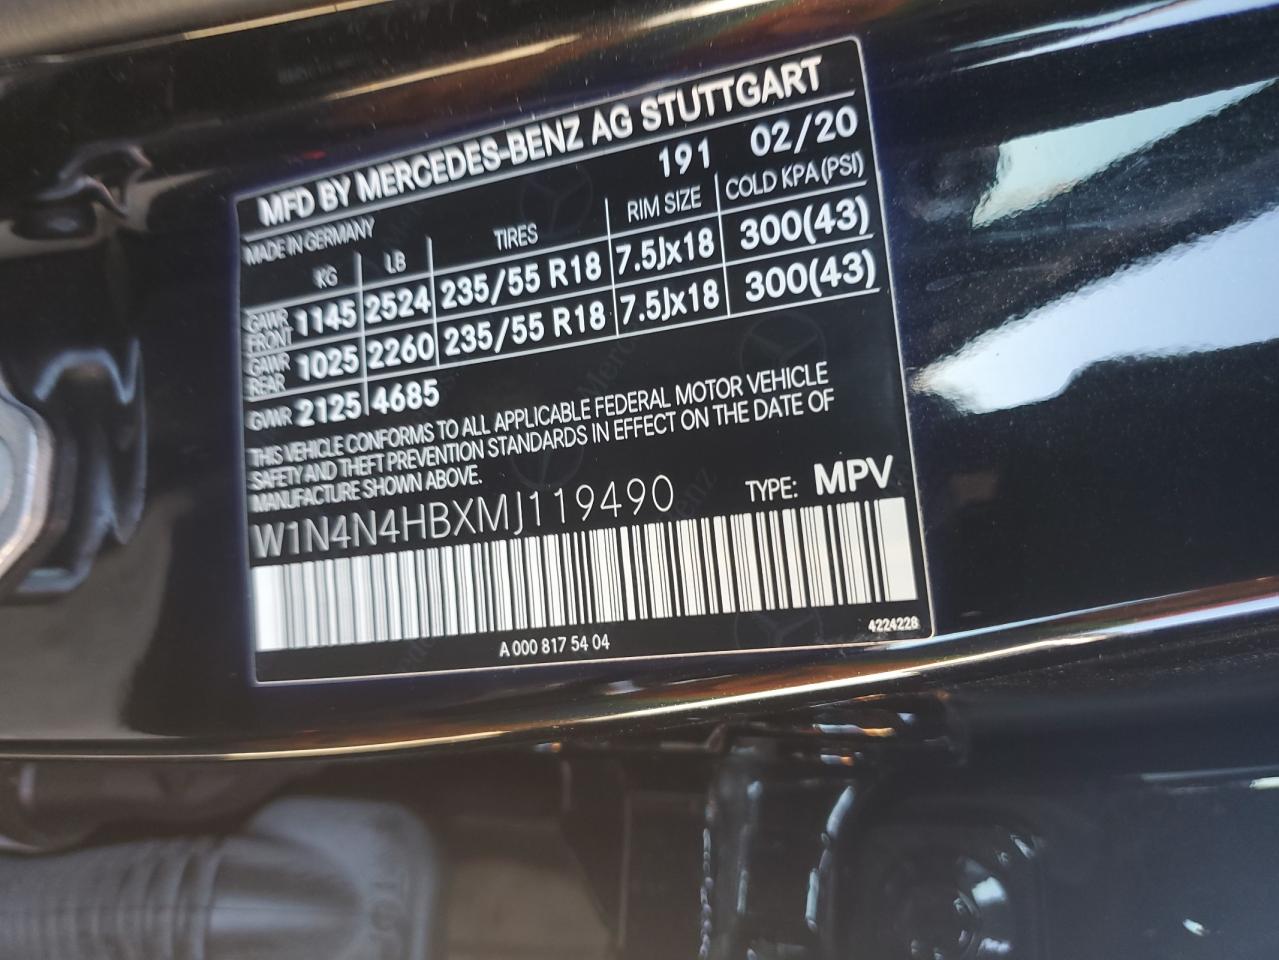 MFD BY MERCEDES-BENZ AG STUTTGART
MADE IN GERMANY 191 02/20
KG LB TIRES RIM SIZE COLD KPA (PSI)
GAWR FRONT 1145 2524 235/55 R18 7.5Jx18 300(43)
GAWR REAR 1025 2260 235/55 R18 7.5Jx18 300(43)
GVWR 2125 4685
THIS VEHICLE CONFORMS TO ALL APPLICABLE FEDERAL MOTOR VEHICLE
SAFETY AND THEFT PREVENTION STANDARDS IN EFFECT ON THE DATE OF
MANUFACTURE SHOWN ABOVE.
W1N4N4HBXMJ119490 TYPE: MPV
A 000 817 54 04 4224228